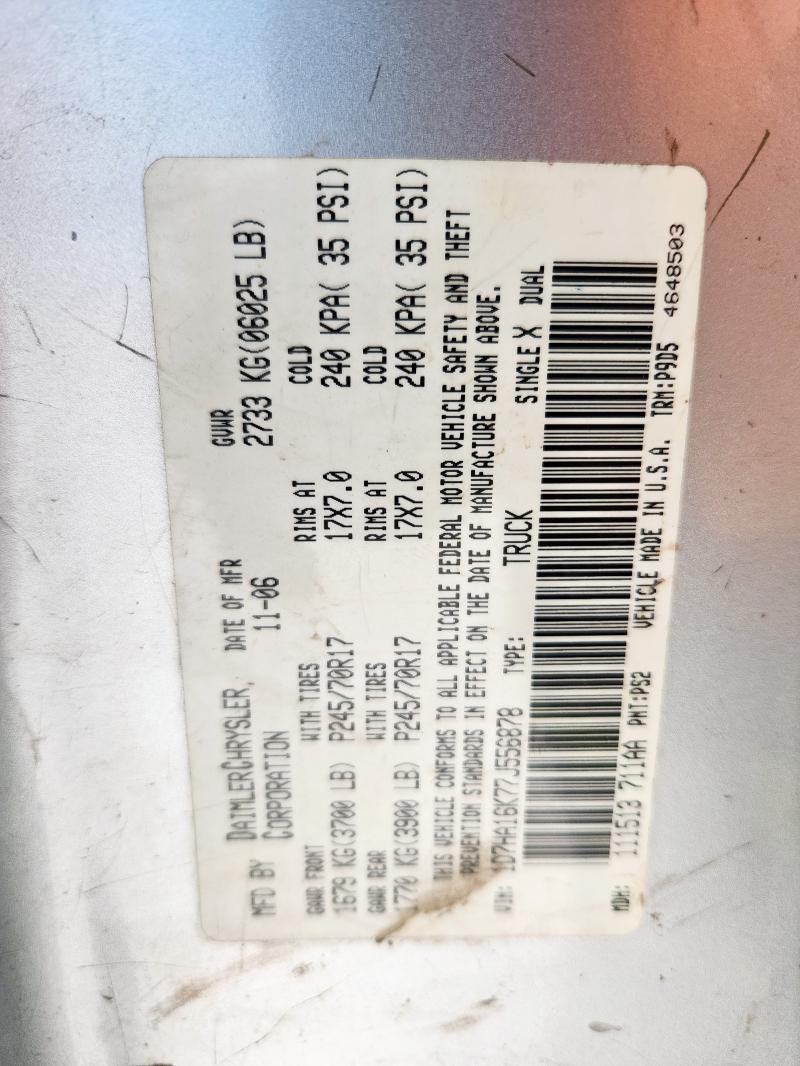 MFD BY DAIMLERCHRYSLER, CORPORATION
DATE OF MFR 11-06
GVWR 2733 KG(06025 LB)
GAWR FRONT WITH TIRES RIMS AT COLD
1679 KG(3700 LB) P245/70R17 17X7.0 240 KPA( 35 PSI)
GAWR REAR WITH TIRES RIMS AT COLD
1770 KG(3900 LB) P245/70R17 17X7.0 240 KPA( 35 PSI)
THIS VEHICLE CONFORMS TO ALL APPLICABLE FEDERAL MOTOR VEHICLE SAFETY AND THEFT
PREVENTION STANDARDS IN EFFECT ON THE DATE OF MANUFACTURE SHOWN ABOVE.
VIN: 1D7HA16K77J556878 TYPE: TRUCK SINGLE X DUAL
MDH: 111513 711AA PNT:PS2 VEHICLE MADE IN U.S.A. TRM:P9D5
4648503